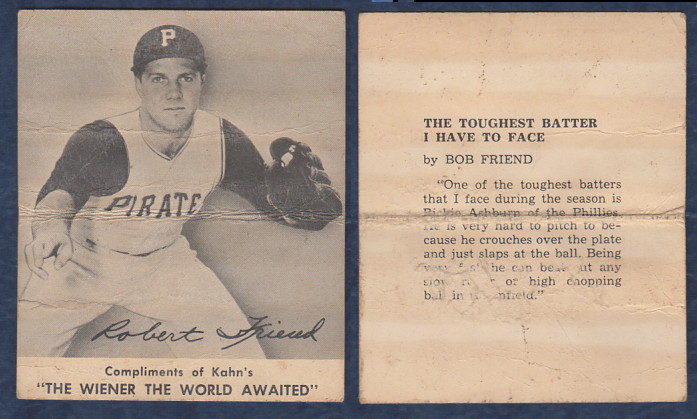 P
PIRATE
Robert Friend
Compliments of Kahn's
"THE WIENER THE WORLD AWAITED"
THE TOUGHEST BATTER
I HAVE TO FACE
by BOB FRIEND
"One of the toughest batters
that I face during the season is
Richie Ashburn of the Phillies.
He is very hard to pitch to be-
cause he crouches over the plate
and just slaps at the ball. Being
very he can beat out any
slow or high chopping
ball in infield."